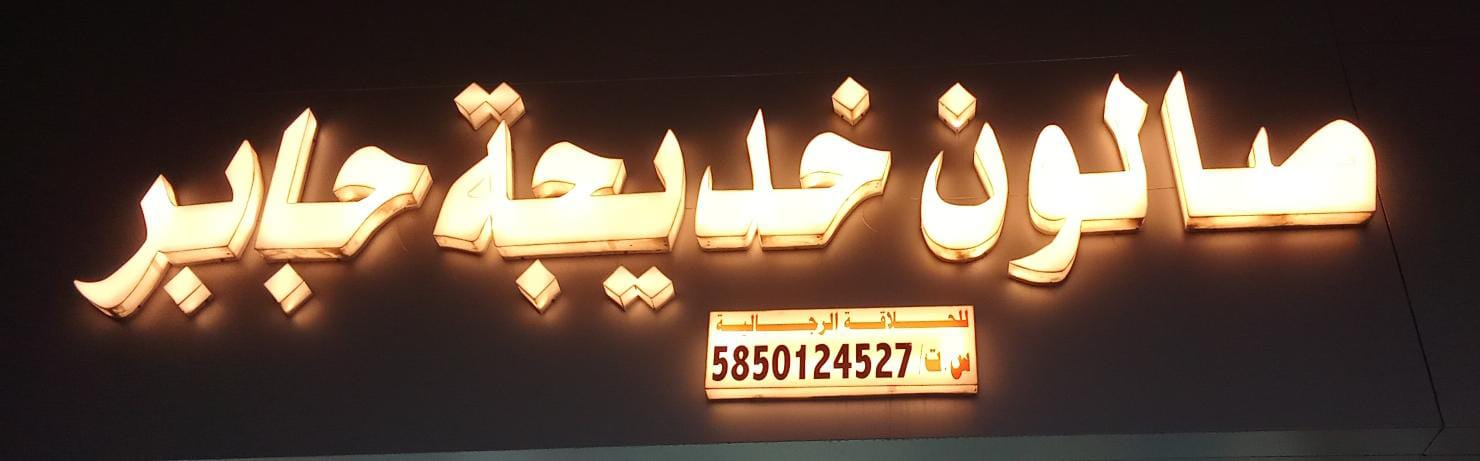 صالون خديجة جابر
للحلاقة الرجالية
س/ت/ 5850124527